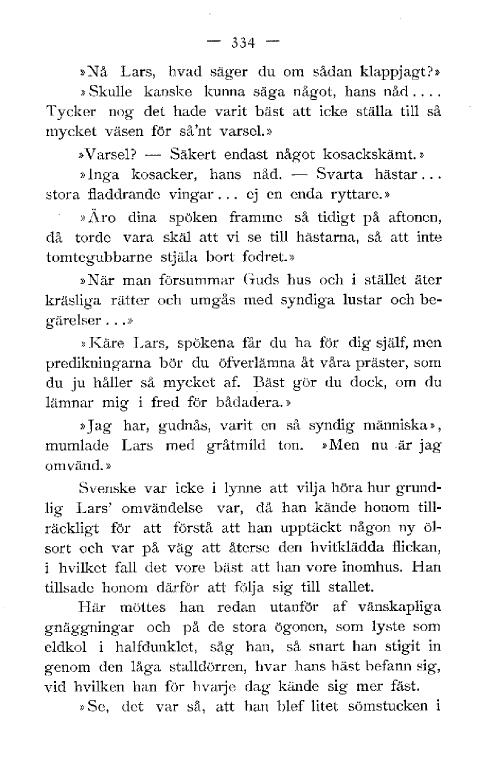 — 334 —
»Nå Lars, hvad säger du om sådan klappjagt?»
»Skulle kanske kunna säga något, hans nåd....
Tycker nog det hade varit bäst att icke ställa till så
mycket väsen för så'nt varsel.»
»Varsel? — Säkert endast något kosackskämt.»
»Inga kosacker, hans nåd. — Svarta hästar...
stora fladdrande vingar... ej en enda ryttare.»
»Äro dina spöken framme så tidigt på aftonen,
då torde vara skäl att vi se till hästarna, så att inte
tomtegubbarne stjäla bort fodret.»
»När man försummar Guds hus och i stället äter
kräsliga rätter och umgås med syndiga lustar och be-
gärelser...»
»Käre Lars, spökena får du ha för dig själf, men
predikningarna bör du öfverlämna åt våra präster, som
du ju håller så mycket af. Bäst gör du dock, om du
lämnar mig i fred för bådadera.»
»Jag har, gudnås, varit en så syndig människa»,
mumlade Lars med gråtmild ton. »Men nu är jag
omvänd.»
Svenske var icke i lynne att vilja höra hur grund-
lig Lars' omvändelse var, då han kände honom till-
räckligt för att förstå att han upptäckt någon ny öl-
sort och var på väg att återse den hvitklädda flickan,
i hvilket fall det vore bäst att han vore inomhus. Han
tillsade honom därför att följa sig till stallet.
Här möttes han redan utanför af vänskapliga
gnäggningar och på de stora ögonen, som lyste som
eldkol i halfdunklet, såg han, så snart han stigit in
genom den låga stalldörren, hvar hans häst befann sig,
vid hvilken han för hvarje dag kände sig mer fäst.
»Se, det var så, att han blef litet sömstucken i